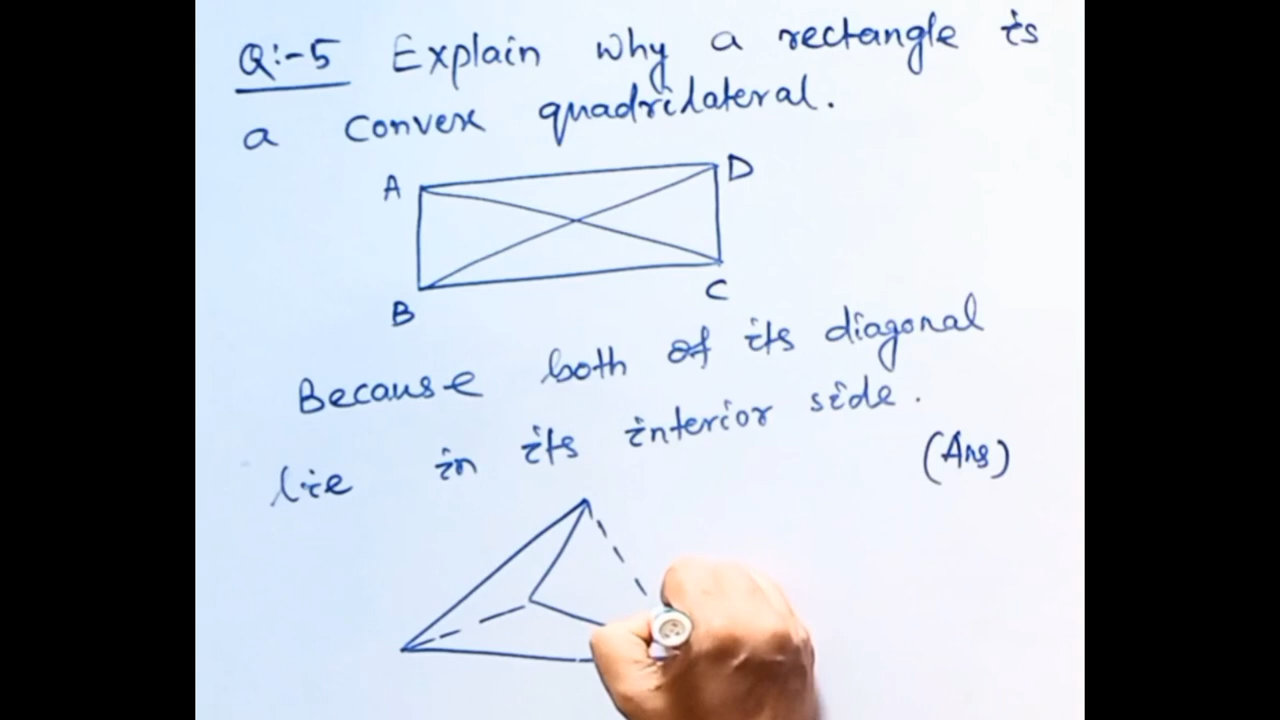 Q:-5 Explain why a rectangle is
a convex quadrilateral.
A
D
B
C
Because both of its diagonal
lie in its interior side.
(Ans)